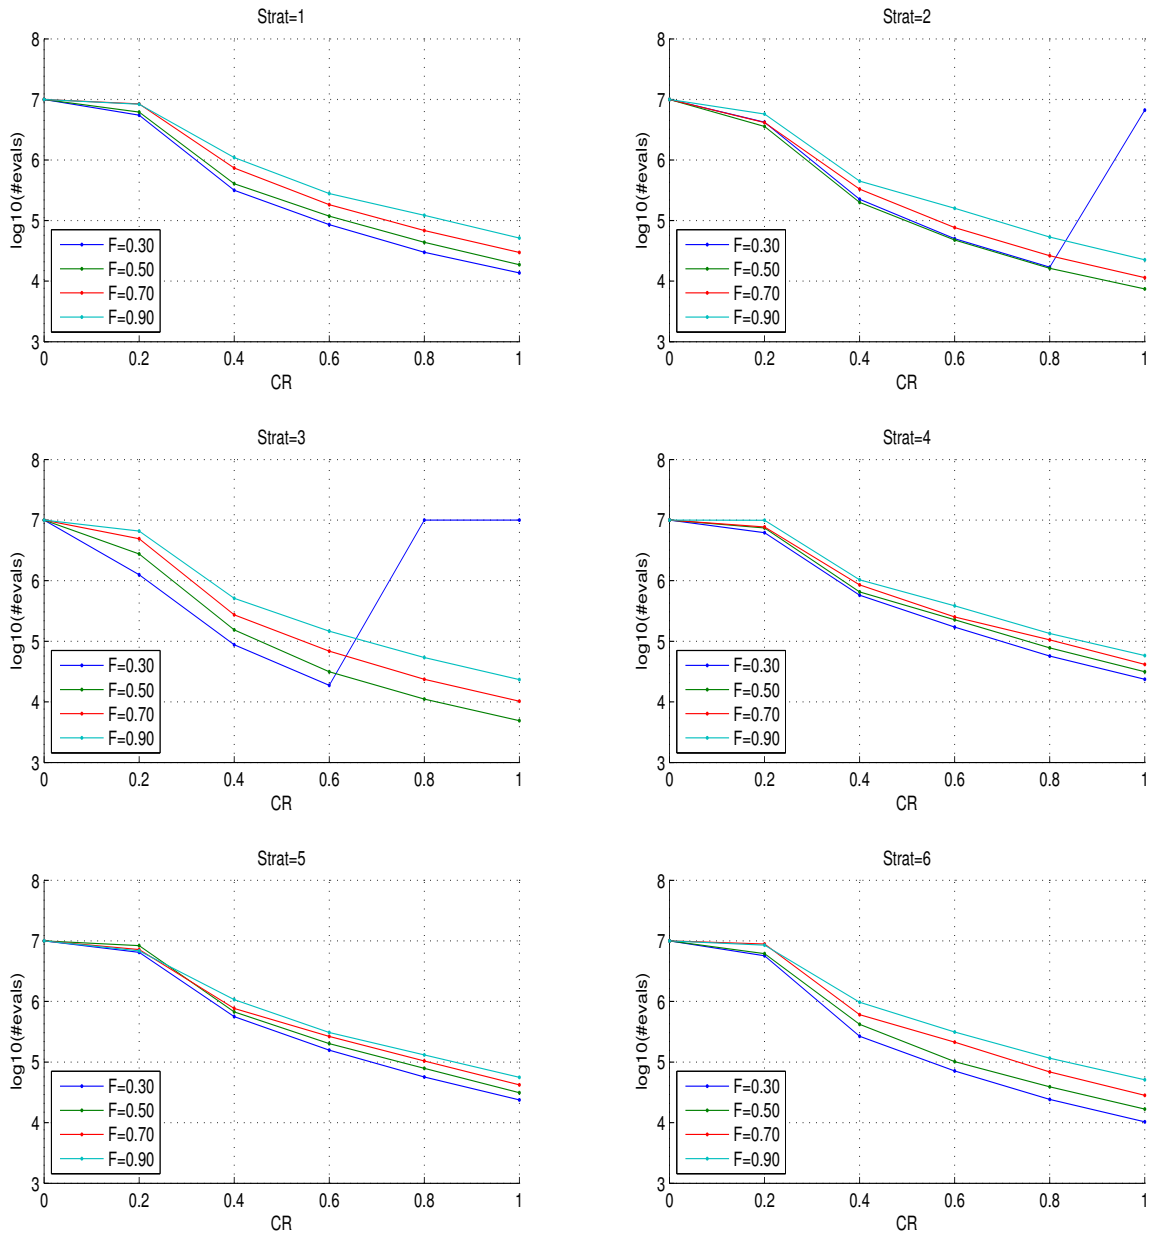 Strat=1
8
7
6
5
4
3
log10(#evals)
F=0.30
F=0.50
F=0.70
F=0.90
0 0.2 0.4 0.6 0.8 1
CR
Strat=2
8
7
6
5
4
3
log10(#evals)
F=0.30
F=0.50
F=0.70
F=0.90
0 0.2 0.4 0.6 0.8 1
CR
Strat=3
8
7
6
5
4
3
log10(#evals)
F=0.30
F=0.50
F=0.70
F=0.90
0 0.2 0.4 0.6 0.8 1
CR
Strat=4
8
7
6
5
4
3
log10(#evals)
F=0.30
F=0.50
F=0.70
F=0.90
0 0.2 0.4 0.6 0.8 1
CR
Strat=5
8
7
6
5
4
3
log10(#evals)
F=0.30
F=0.50
F=0.70
F=0.90
0 0.2 0.4 0.6 0.8 1
CR
Strat=6
8
7
6
5
4
3
log10(#evals)
F=0.30
F=0.50
F=0.70
F=0.90
0 0.2 0.4 0.6 0.8 1
CR